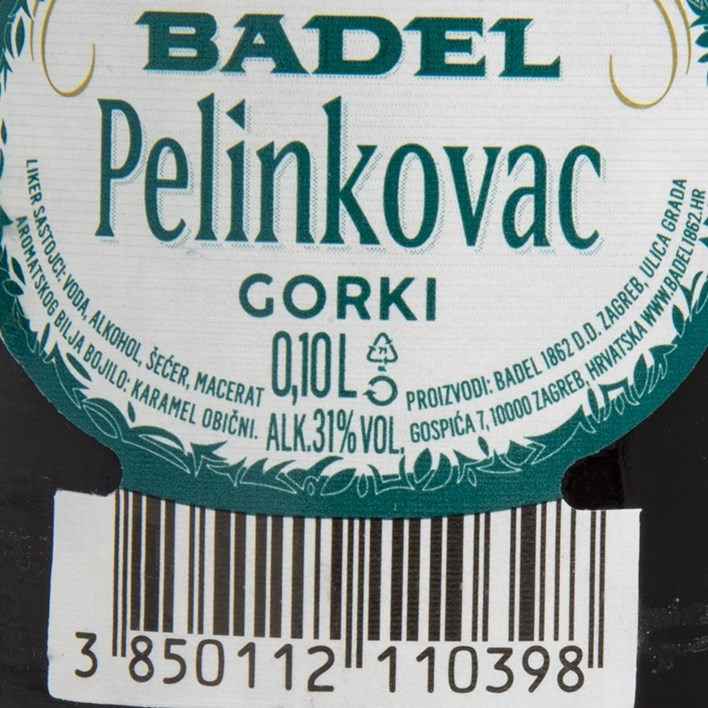 BADEL
Pelinkovac
GORKI
LIKER SASTOJCI: VODA, ALKOHOL, ŠEĆER, MACERAT
AROMATSKOG BILJA BOJILO: KARAMEL OBIČNI.
0,10 L
ALK.31%VOL.
PROIZVODI: BADEL 1862 D.D. ZAGREB, ULICA GRADA
GOSPIĆA 7, 10000 ZAGREB, HRVATSKA WWW.BADEL1862.HR
3 850112 110398